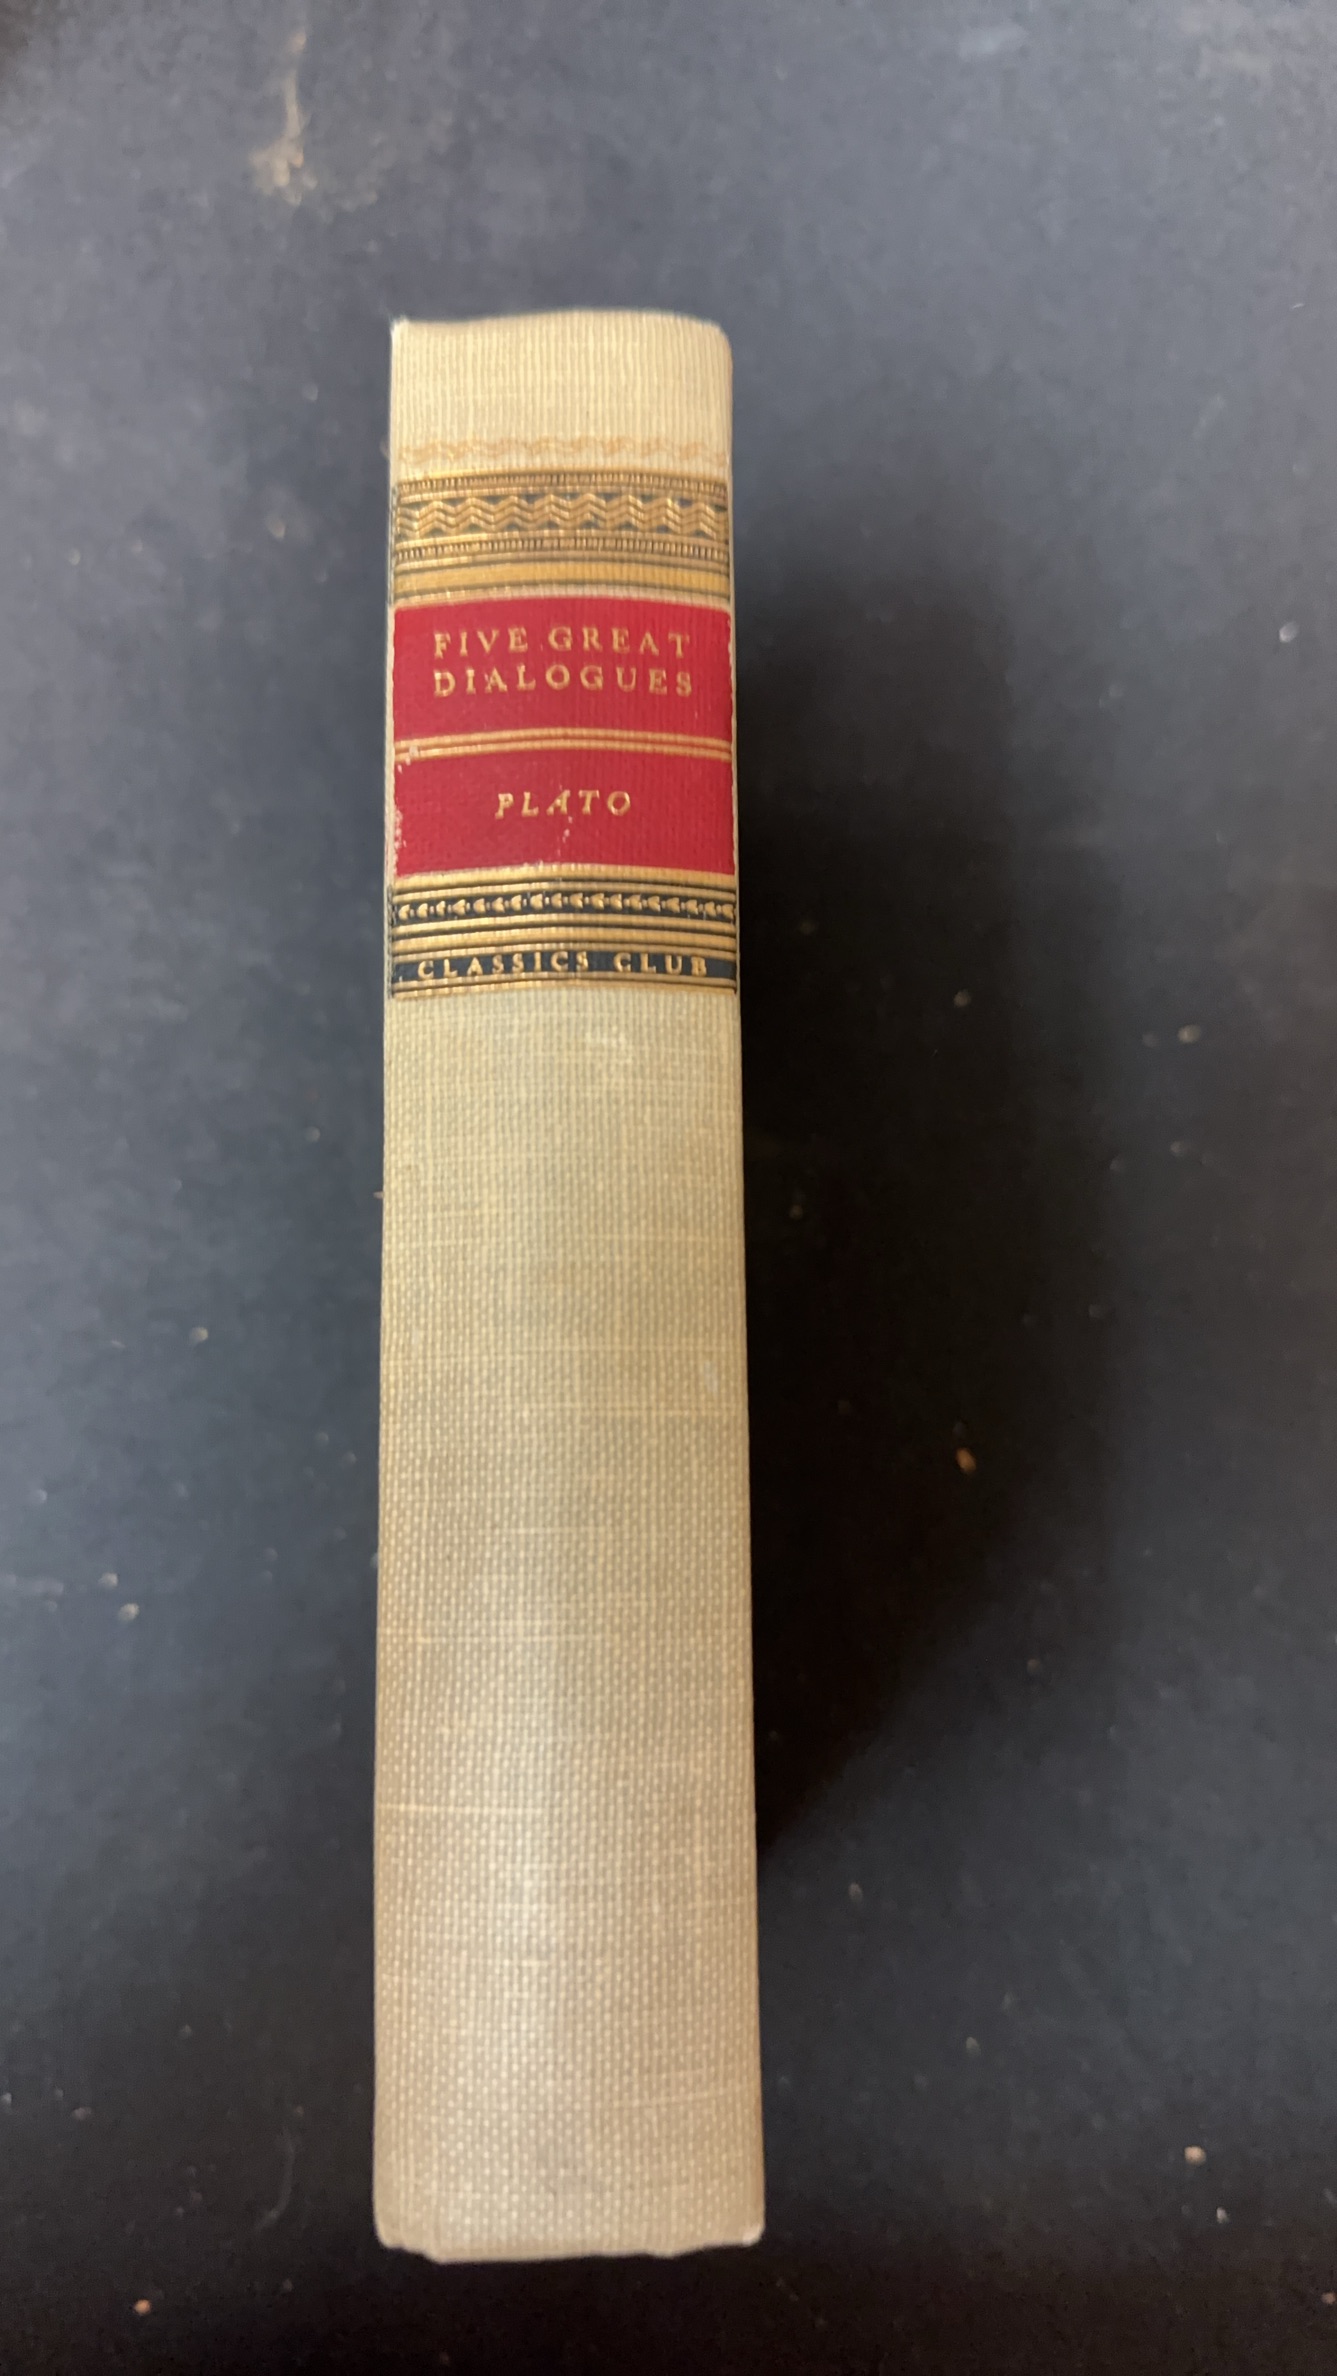 FIVE GREAT
DIALOGUES
PLATO
CLASSICS CLUB